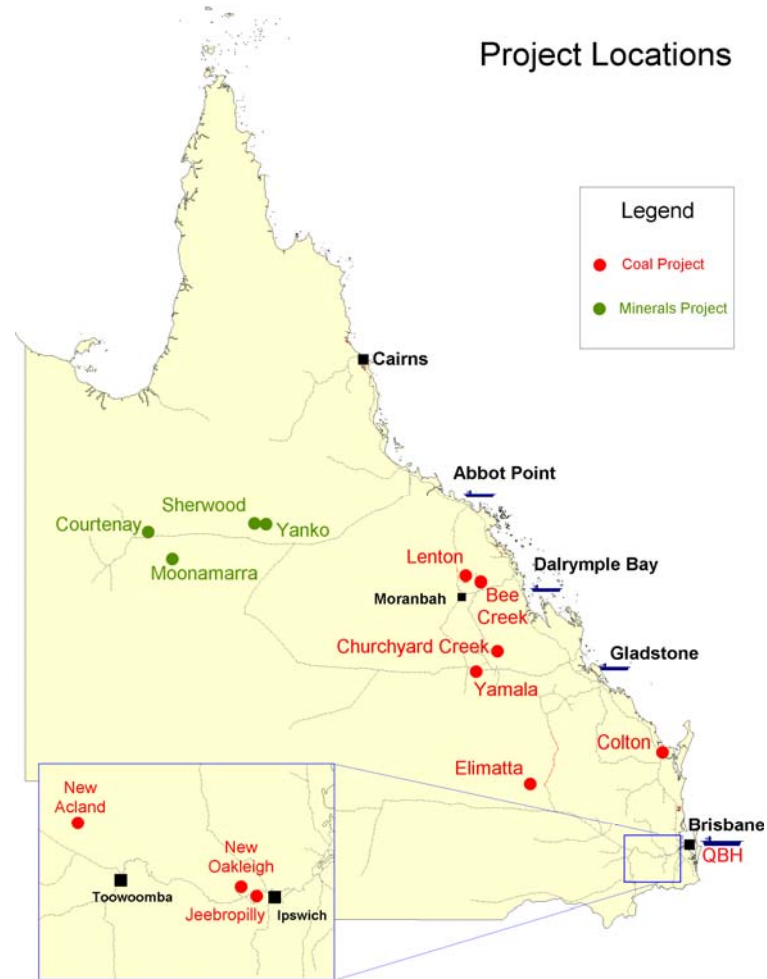 Project Locations
Legend
Coal Project
Minerals Project
Cairns
Abbot Point
Sherwood
Courtenay
Yanko
Moonamarra
Lenton
Dalrymple Bay
Moranbah
Bee
Creek
Churchyard Creek
Gladstone
Yamala
Colton
Elimatta
New
Acland
Brisbane
QBH
New
Oakleigh
Toowoomba
Jeebropilly
Ipswich